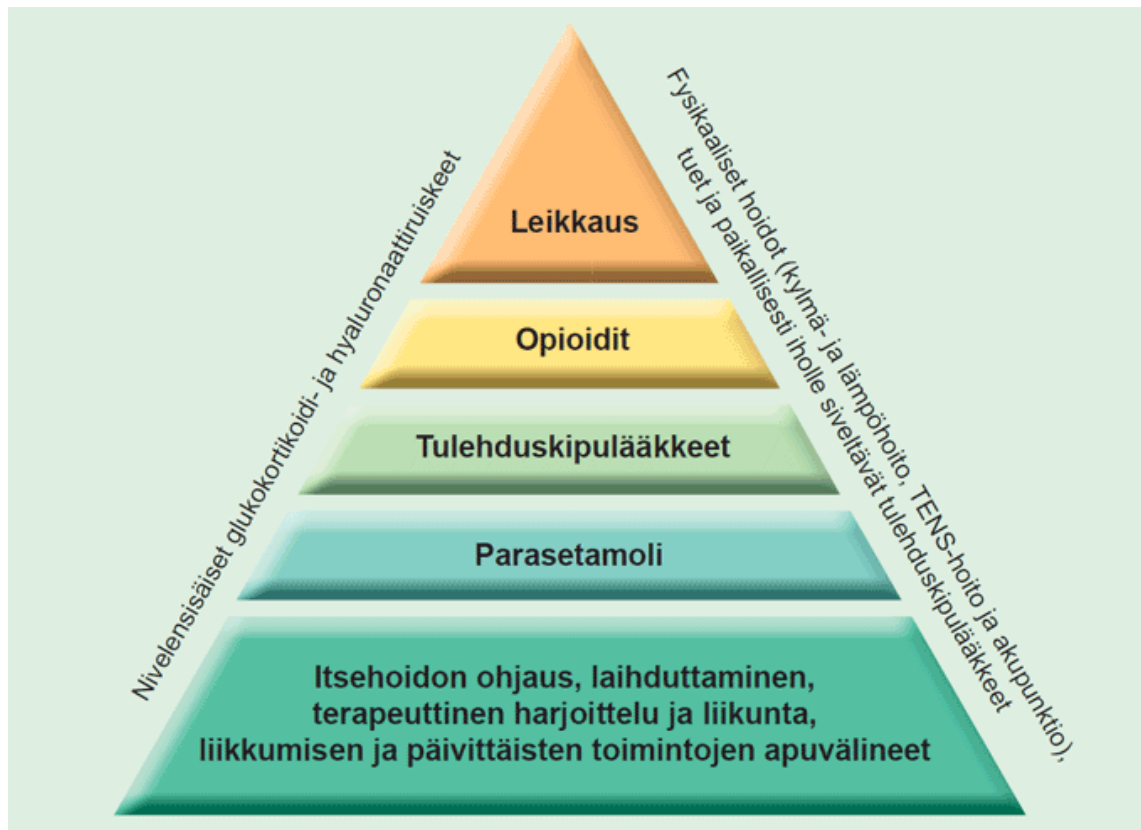 Leikkaus
Opioidit
Tulehduskipulääkkeet
Parasetamoli
Itsehoidon ohjaus, laihduttaminen,
terapeuttinen harjoittelu ja liikunta,
liikkumisen ja päivittäisten toimintojen apuvälineet
Nivelensisäiset glukokortikoidi- ja hyaluronaattiruiskeet
Fysikaaliset hoidot (kylmä- ja lämpöhoito, TENS-hoito ja akupunktio),
tuet ja paikallisesti iholle siveltävät tulehduskipulääkkeet